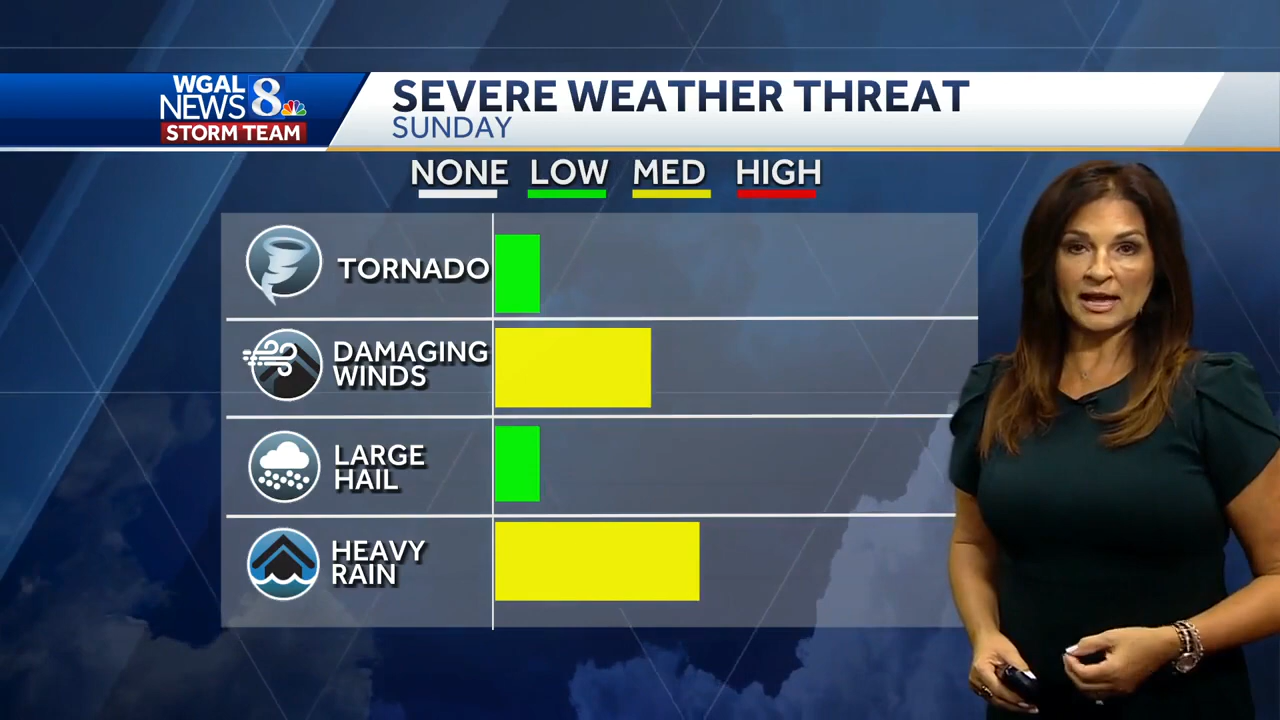 WGAL
NEWS 8
STORM TEAM
SEVERE WEATHER THREAT
SUNDAY
NONE LOW MED HIGH
TORNADO
DAMAGING
WINDS
LARGE
HAIL
HEAVY
RAIN